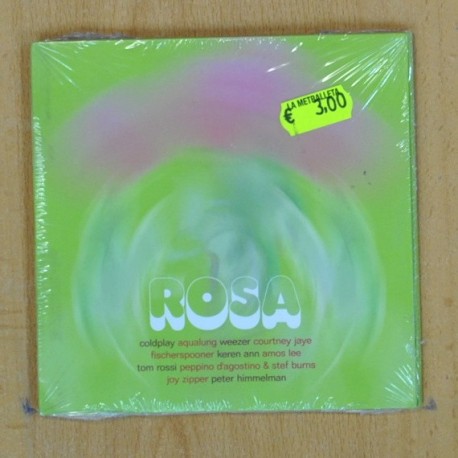 LA METRALLETA
€ 3,00
ROSA
coldplay aqualung weezer courtney jaye
fischerspooner keren ann amos lee
tom rossi peppino d'agostino & stef burns
joy zipper peter himmelman